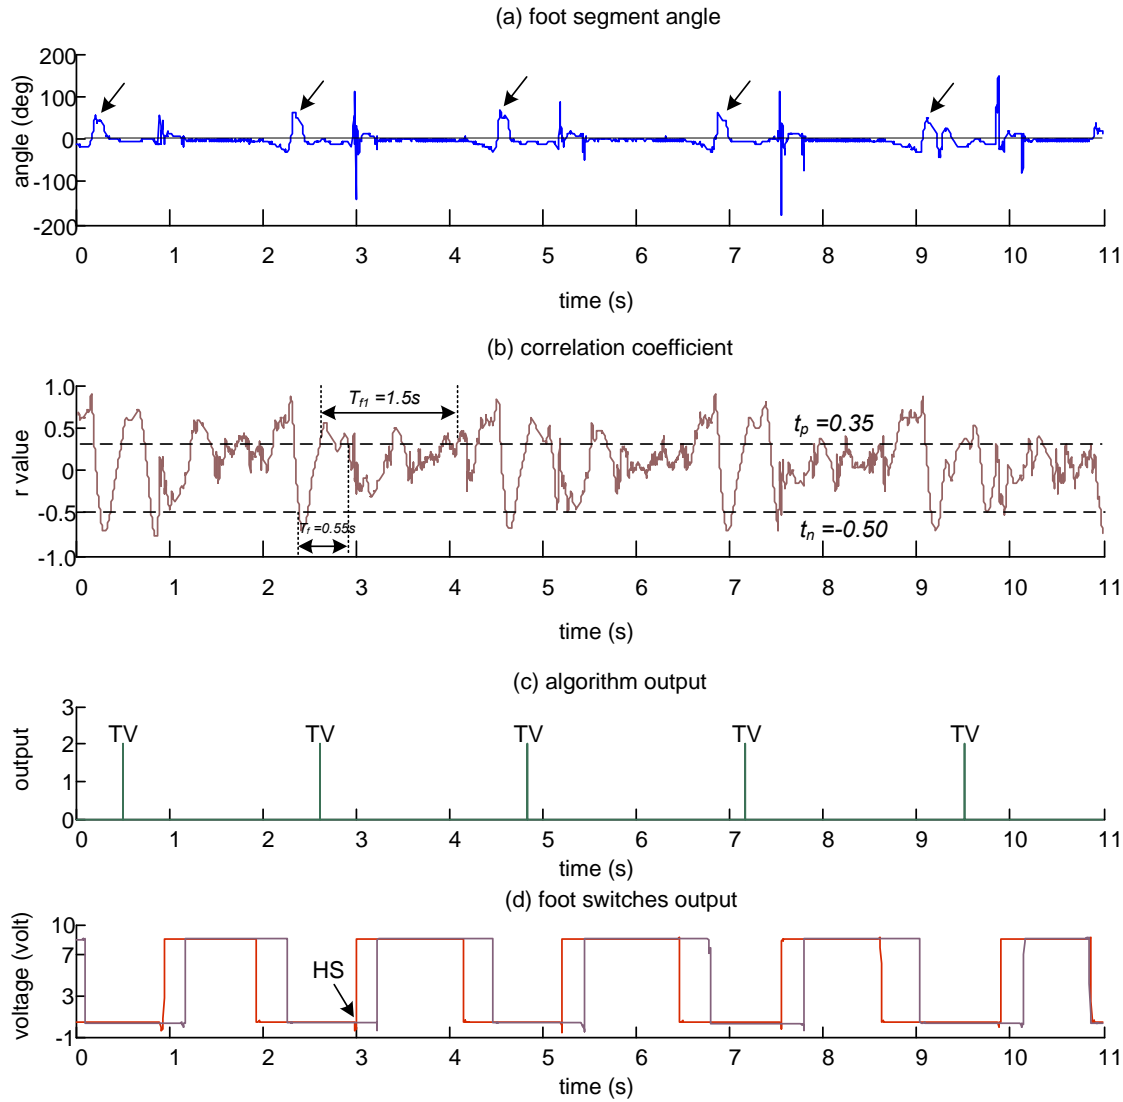 (a) foot segment angle
angle (deg)
200
100
0
-100
-200
0 1 2 3 4 5 6 7 8 9 10 11
time (s)
(b) correlation coefficient
r value
1.0
0.5
0
-0.5
-1.0
T_f1 =1.5s
t_p =0.35
T_f =0.55s
t_n =-0.50
0 1 2 3 4 5 6 7 8 9 10 11
time (s)
(c) algorithm output
output
3
2
1
0
TV TV TV TV TV
0 1 2 3 4 5 6 7 8 9 10 11
time (s)
(d) foot switches output
voltage (volt)
10
7
3
-1
HS
0 1 2 3 4 5 6 7 8 9 10 11
time (s)